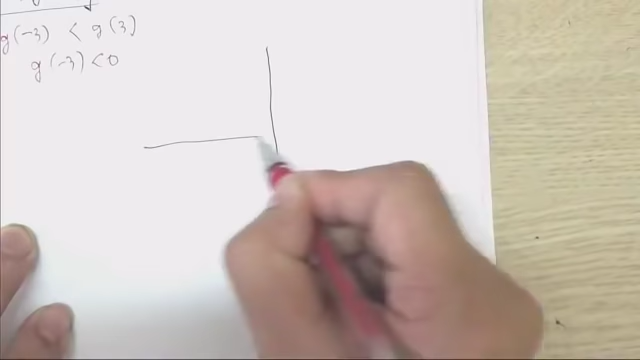 g(-3) < g(3)
g(-3) < 0